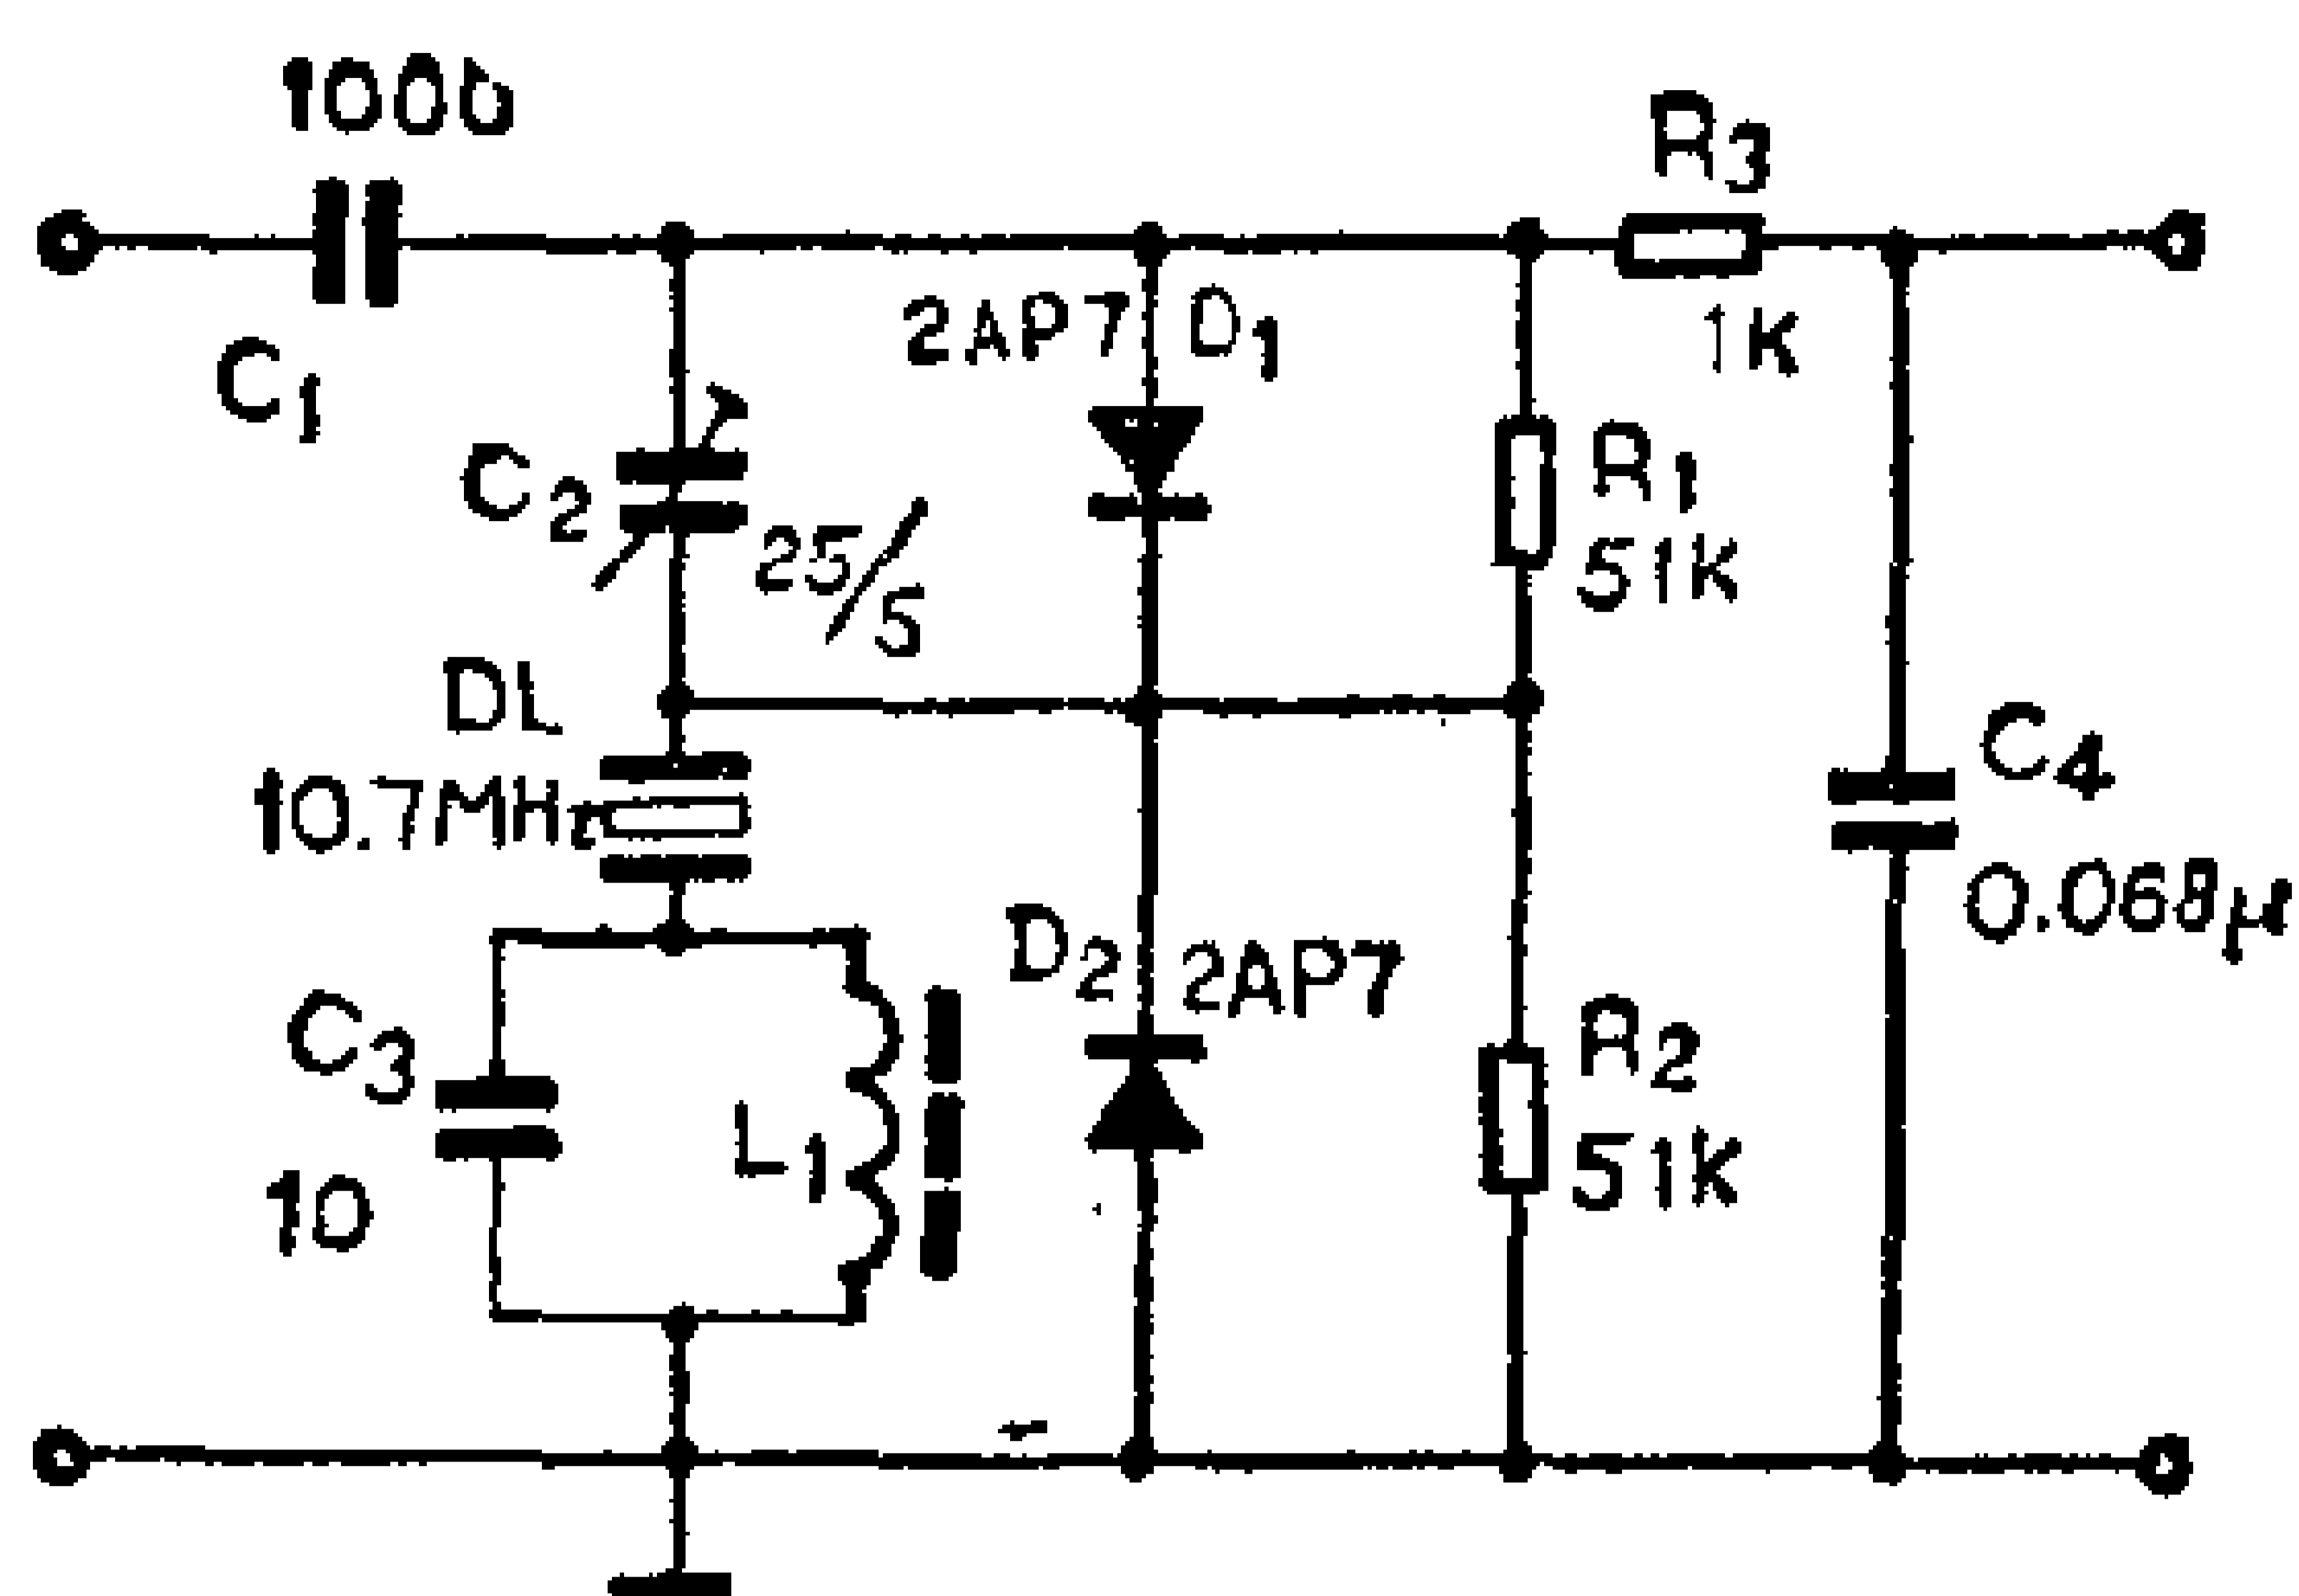 100
R3
1K
C1
2AP7 D1
C2
25/5
R1
51K
DL
10.7MHz
C4
0.068μ
D2 2AP7
C3
10
L1
R2
51K